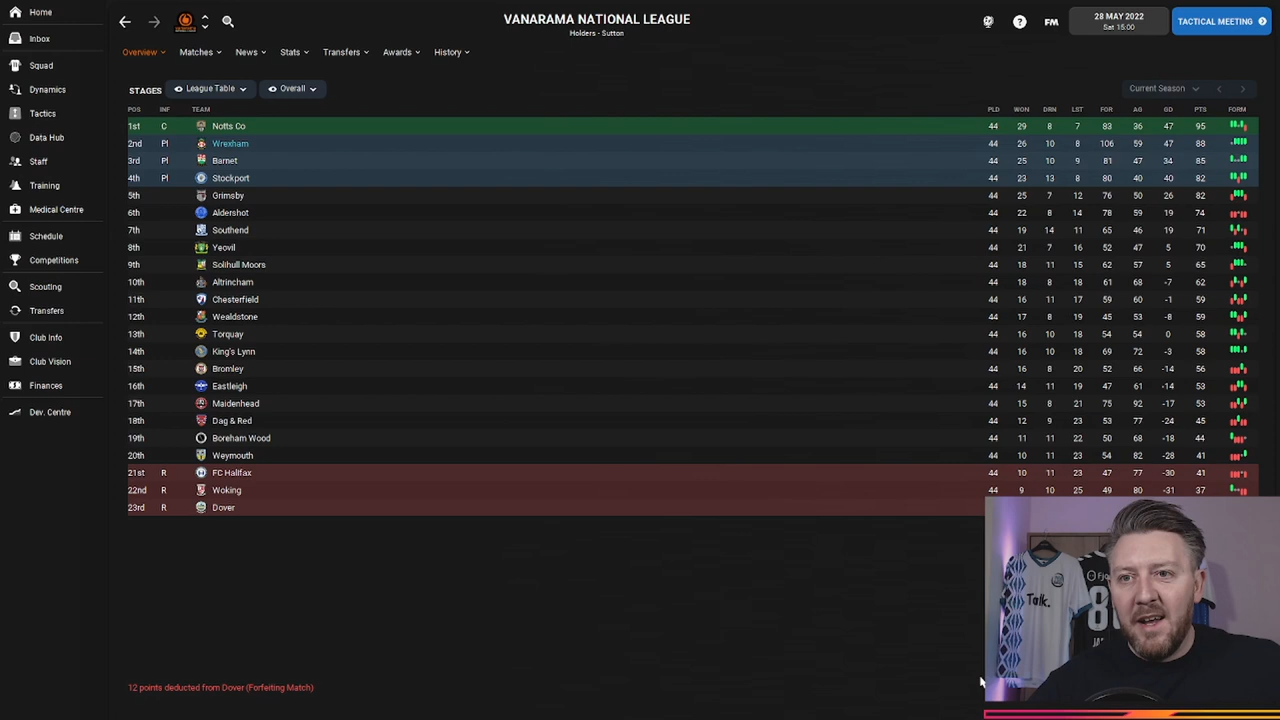 Home
Inbox
Squad
Dynamics
Tactics
Data Hub
Staff
Training
Medical Centre
Schedule
Competitions
Scouting
Transfers
Club Info
Club Vision
Finances
Dev. Centre
VANARAMA NATIONAL LEAGUE
Holders - Sutton
? FM
28 MAY 2022
Sat 15:00
TACTICAL MEETING
Overview Matches News Stats Transfers Awards History
STAGES League Table Overall Current Season
POS INF TEAM PLD WON DRN LST FOR AG GD PTS FORM
1st C Notts Co 44 29 8 7 83 36 47 95
2nd Pl Wrexham 44 26 10 8 106 59 47 88
3rd Pl Barnet 44 25 10 9 81 47 34 85
4th Pl Stockport 44 23 13 8 80 40 40 82
5th Grimsby 44 25 7 12 76 50 26 82
6th Aldershot 44 22 8 14 78 59 19 74
7th Southend 44 19 14 11 65 46 19 71
8th Yeovil 44 21 7 16 52 47 5 70
9th Solihull Moors 44 18 11 15 62 57 5 65
10th Altrincham 44 18 8 18 61 68 -7 62
11th Chesterfield 44 16 11 17 59 60 -1 59
12th Wealdstone 44 17 8 19 45 53 -8 59
13th Torquay 44 16 10 18 54 54 0 58
14th King's Lynn 44 16 10 18 69 72 -3 58
15th Bromley 44 16 8 20 52 66 -14 56
16th Eastleigh 44 14 11 19 47 61 -14 53
17th Maidenhead 44 15 8 21 75 92 -17 53
18th Dag & Red 44 12 9 23 53 77 -24 45
19th Boreham Wood 44 11 11 22 50 68 -18 44
20th Weymouth 44 10 11 23 54 82 -28 41
21st R FC Halifax 44 10 11 23 47 77 -30 41
22nd R Woking 44 9 10 25 49 80 -31 37
23rd R Dover
12 points deducted from Dover (Forfeiting Match)
Talk.